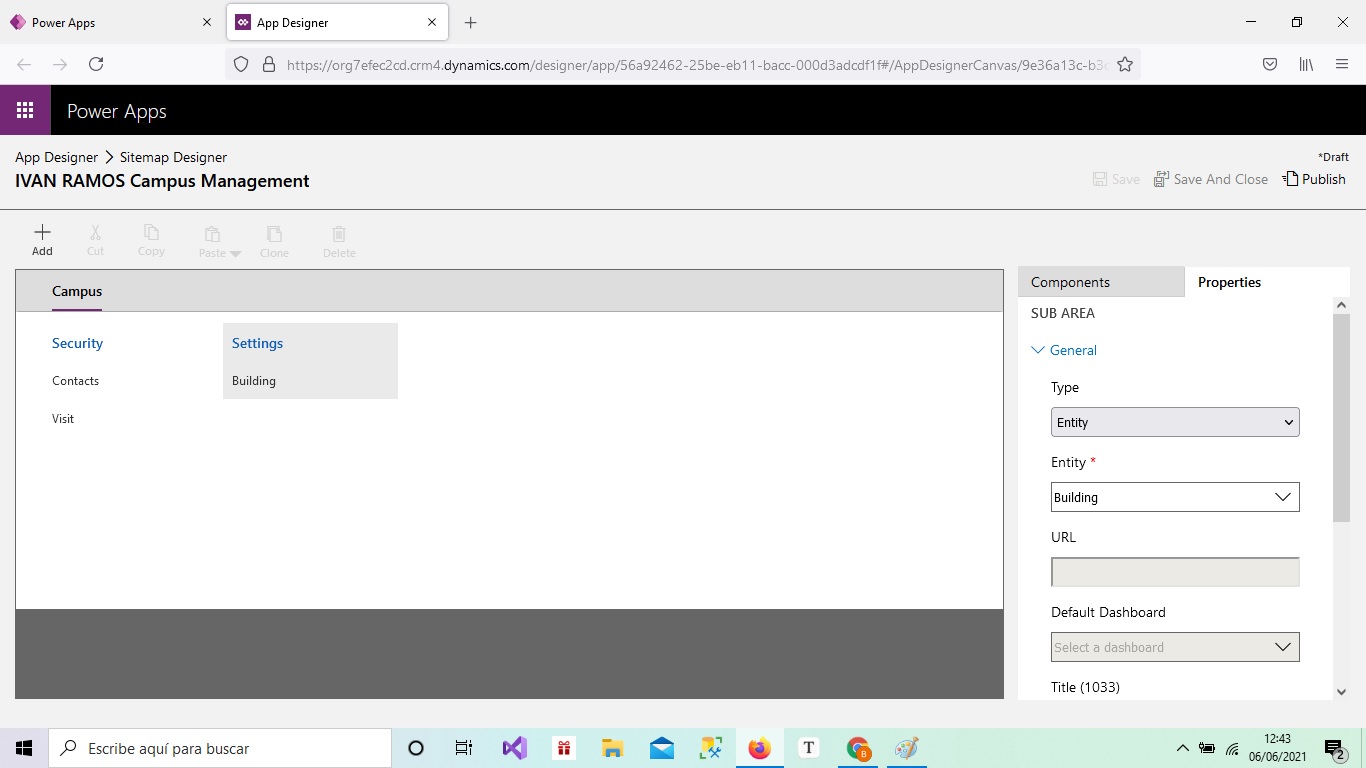 Power Apps
App Designer
https://org7efec2cd.crm4.dynamics.com/designer/app/56a92462-25be-eb11-bacc-000d3adcdf1f#/AppDesignerCanvas/9e36a13c-b3
Power Apps
App Designer > Sitemap Designer
*Draft
IVAN RAMOS Campus Management
Save
Save And Close
Publish
Add
Cut
Copy
Paste
Clone
Delete
Campus
Security
Contacts
Visit
Settings
Building
Components
Properties
SUB AREA
General
Type
Entity
Entity *
Building
URL
Default Dashboard
Select a dashboard
Title (1033)
Escribe aquí para buscar
T
B
12:43
06/06/2021
2